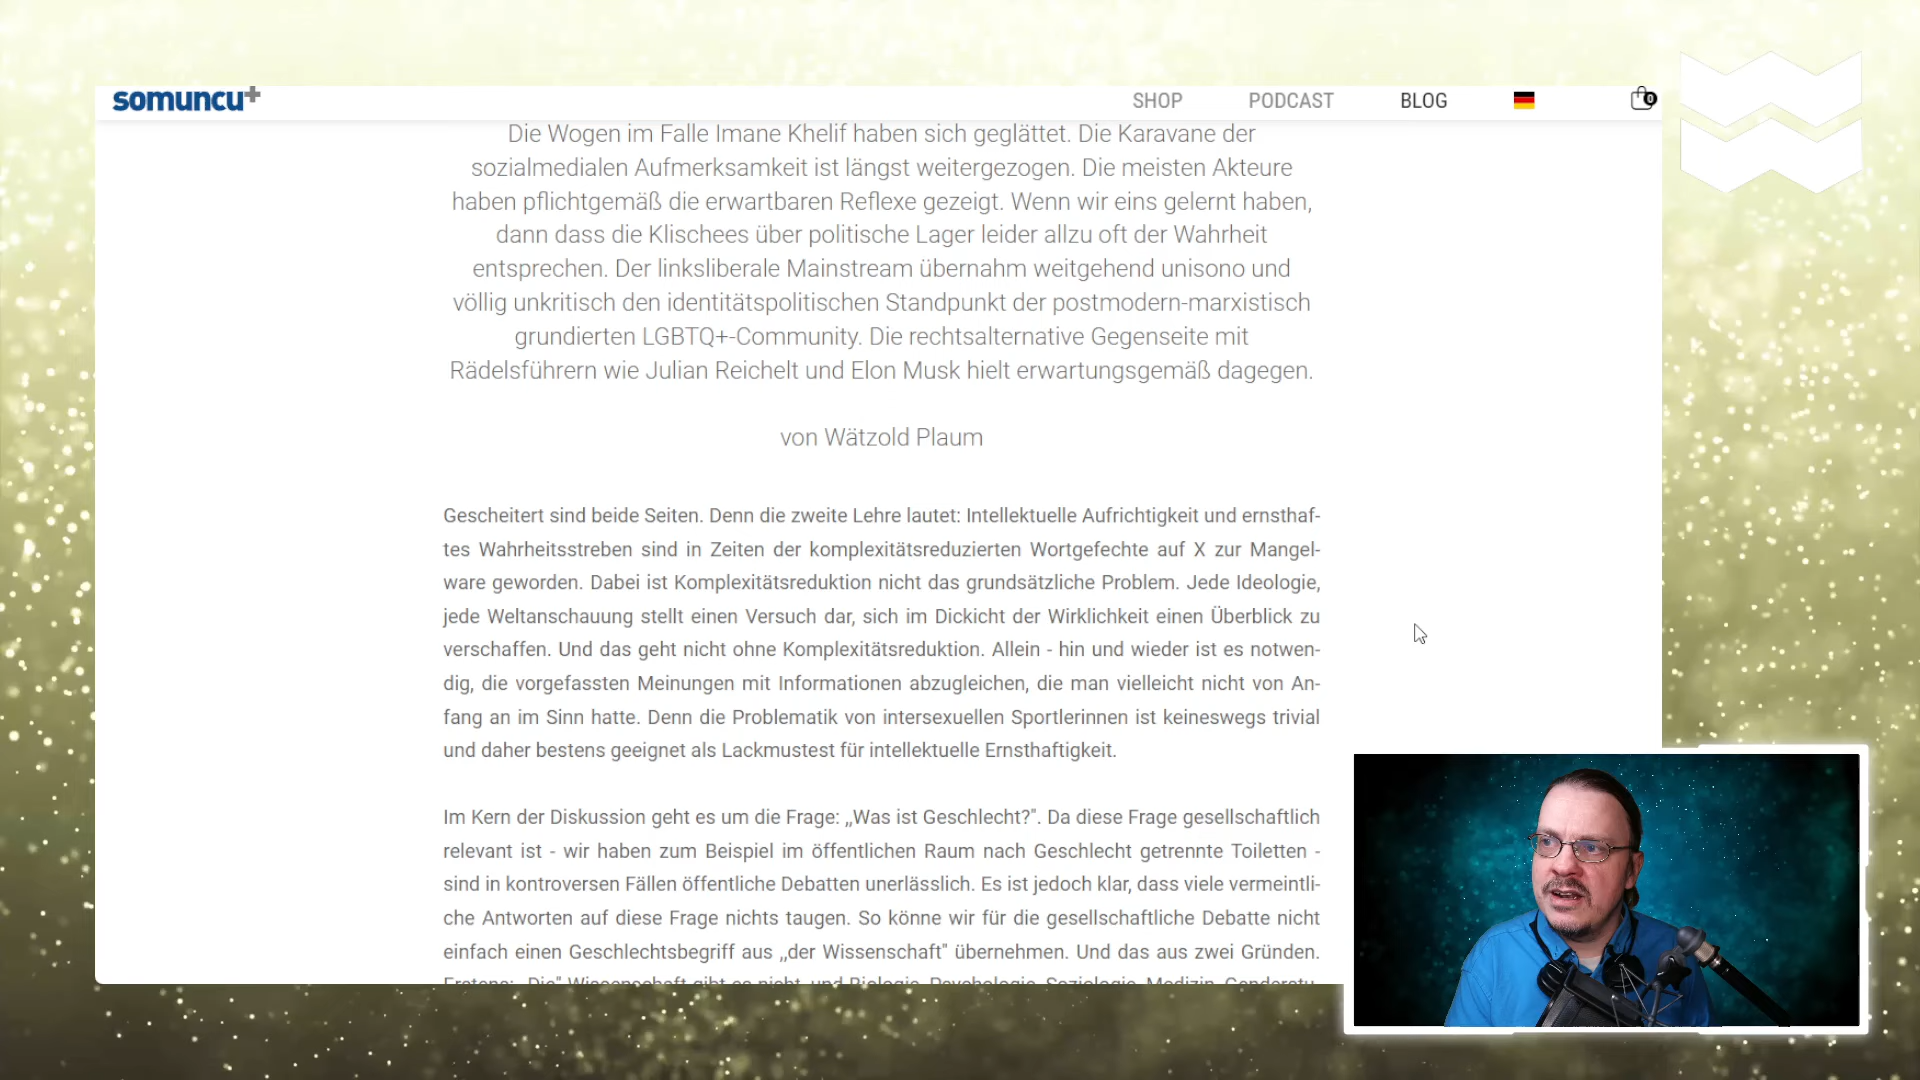 somuncu+
SHOP PODCAST BLOG 0
Die Wogen im Falle Imane Khelif haben sich geglättet. Die Karavane der
sozialmedialen Aufmerksamkeit ist längst weitergezogen. Die meisten Akteure
haben pflichtgemäß die erwartbaren Reflexe gezeigt. Wenn wir eins gelernt haben,
dann dass die Klischees über politische Lager leider allzu oft der Wahrheit
entsprechen. Der linksliberale Mainstream übernahm weitgehend unisono und
völlig unkritisch den identitätspolitischen Standpunkt der postmodern-marxistisch
grundierten LGBTQ+-Community. Die rechtsalternative Gegenseite mit
Rädelsführern wie Julian Reichelt und Elon Musk hielt erwartungsgemäß dagegen.
von Wätzold Plaum
Gescheitert sind beide Seiten. Denn die zweite Lehre lautet: Intellektuelle Aufrichtigkeit und ernsthaf-
tes Wahrheitsstreben sind in Zeiten der komplexitätsreduzierten Wortgefechte auf X zur Mangel-
ware geworden. Dabei ist Komplexitätsreduktion nicht das grundsätzliche Problem. Jede Ideologie,
jede Weltanschauung stellt einen Versuch dar, sich im Dickicht der Wirklichkeit einen Überblick zu
verschaffen. Und das geht nicht ohne Komplexitätsreduktion. Allein - hin und wieder ist es notwen-
dig, die vorgefassten Meinungen mit Informationen abzugleichen, die man vielleicht nicht von An-
fang an im Sinn hatte. Denn die Problematik von intersexuellen Sportlerinnen ist keineswegs trivial
und daher bestens geeignet als Lackmustest für intellektuelle Ernsthaftigkeit.
Im Kern der Diskussion geht es um die Frage: „Was ist Geschlecht?". Da diese Frage gesellschaftlich
relevant ist - wir haben zum Beispiel im öffentlichen Raum nach Geschlecht getrennte Toiletten -
sind in kontroversen Fällen öffentliche Debatten unerlässlich. Es ist jedoch klar, dass viele vermeintli-
che Antworten auf diese Frage nichts taugen. So könne wir für die gesellschaftliche Debatte nicht
einfach einen Geschlechtsbegriff aus „der Wissenschaft" übernehmen. Und das aus zwei Gründen.
Erstens: „Die" Wissenschaft gibt es nicht, und Biologie, Psychologie, Soziologie, Medizin, Genderstu-